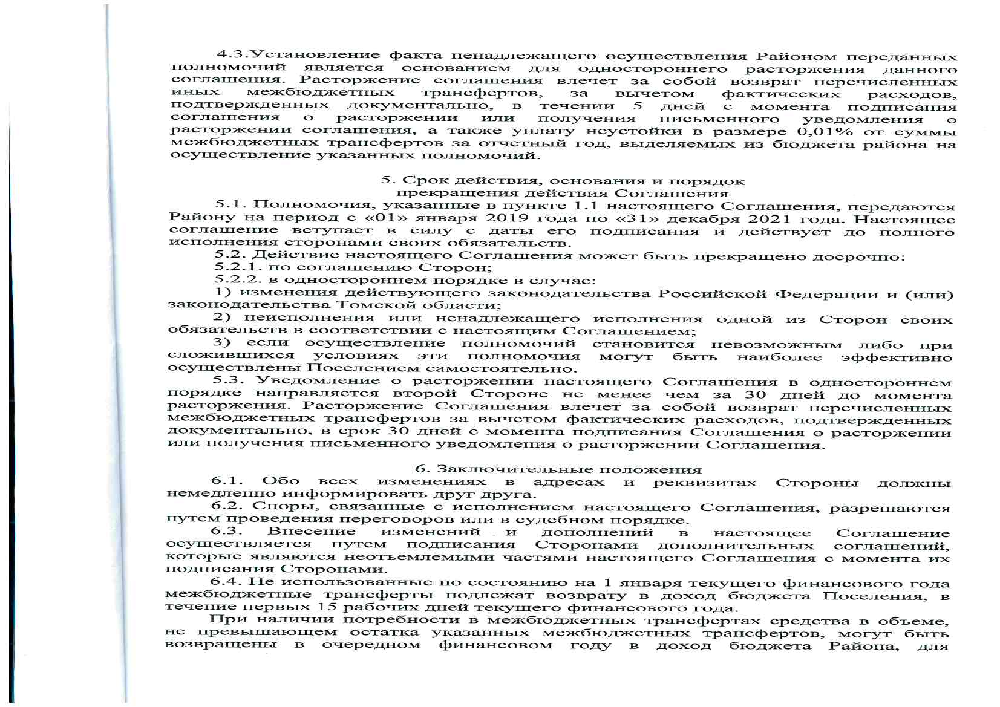 4.3.Установление факта ненадлежащего осуществления Районом переданных
полномочий является основанием для одностороннего расторжения данного
соглашения. Расторжение соглашения влечет за собой возврат перечисленных
иных межбюджетных трансфертов, за вычетом фактических расходов,
подтвержденных документально, в течении 5 дней с момента подписания
соглашения о расторжении или получения письменного уведомления о
расторжении соглашения, а также уплату неустойки в размере 0,01% от суммы
межбюджетных трансфертов за отчетный год, выделяемых из бюджета района на
осуществление указанных полномочий.
5. Срок действия, основания и порядок
прекращения действия Соглашения
5.1. Полномочия, указанные в пункте 1.1 настоящего Соглашения, передаются
Району на период с «01» января 2019 года по «31» декабря 2021 года. Настоящее
соглашение вступает в силу с даты его подписания и действует до полного
исполнения сторонами своих обязательств.
5.2. Действие настоящего Соглашения может быть прекращено досрочно:
5.2.1. по соглашению Сторон;
5.2.2. в одностороннем порядке в случае:
1) изменения действующего законодательства Российской Федерации и (или)
законодательства Томской области;
2) неисполнения или ненадлежащего исполнения одной из Сторон своих
обязательств в соответствии с настоящим Соглашением;
3) если осуществление полномочий становится невозможным либо при
сложившихся условиях эти полномочия могут быть наиболее эффективно
осуществлены Поселением самостоятельно.
5.3. Уведомление о расторжении настоящего Соглашения в одностороннем
порядке направляется второй Стороне не менее чем за 30 дней до момента
расторжения. Расторжение Соглашения влечет за собой возврат перечисленных
межбюджетных трансфертов за вычетом фактических расходов, подтвержденных
документально, в срок 30 дней с момента подписания Соглашения о расторжении
или получения письменного уведомления о расторжении Соглашения.
6. Заключительные положения
6.1. Обо всех изменениях в адресах и реквизитах Стороны должны
немедленно информировать друг друга.
6.2. Споры, связанные с исполнением настоящего Соглашения, разрешаются
путем проведения переговоров или в судебном порядке.
6.3. Внесение изменений и дополнений в настоящее Соглашение
осуществляется путем подписания Сторонами дополнительных соглашений,
которые являются неотъемлемыми частями настоящего Соглашения с момента их
подписания Сторонами.
6.4. Не использованные по состоянию на 1 января текущего финансового года
межбюджетные трансферты подлежат возврату в доход бюджета Поселения, в
течение первых 15 рабочих дней текущего финансового года.
При наличии потребности в межбюджетных трансфертах средства в объеме,
не превышающем остатка указанных межбюджетных трансфертов, могут быть
возвращены в очередном финансовом году в доход бюджета Района, для